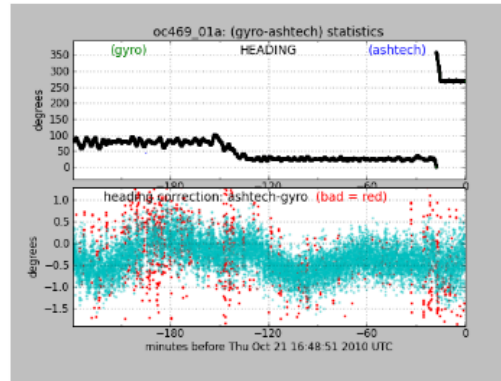 oc469_01a: (gyro-ashtech) statistics
(gyro) HEADING (ashtech)
350
300
250
200
150
100
50
0
degrees
−180 −120 −60 0
heading correction: ashtech-gyro (bad = red)
1.0
0.5
0.0
−0.5
−1.0
−1.5
degrees
−180 −120 −60 0
minutes before Thu Oct 21 16:48:51 2010 UTC